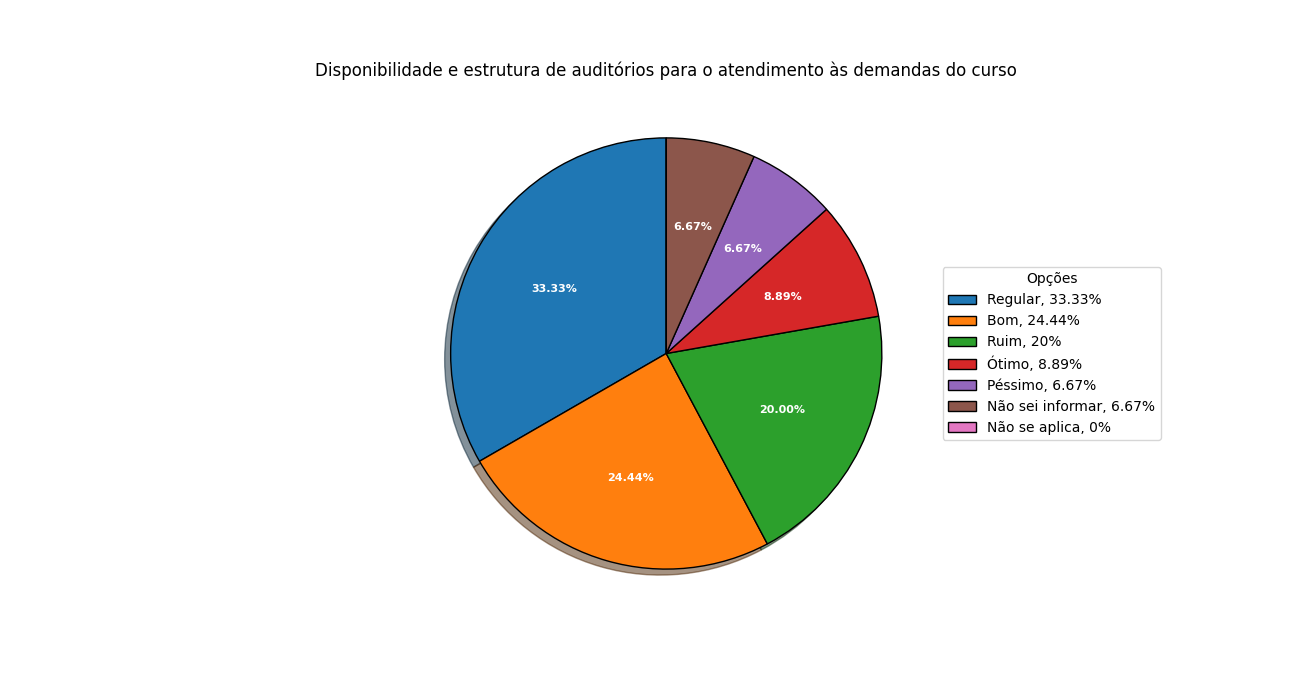 Disponibilidade e estrutura de auditórios para o atendimento às demandas do curso
6.67%
6.67%
8.89%
33.33%
20.00%
24.44%
Opções
Regular, 33.33%
Bom, 24.44%
Ruim, 20%
Ótimo, 8.89%
Péssimo, 6.67%
Não sei informar, 6.67%
Não se aplica, 0%